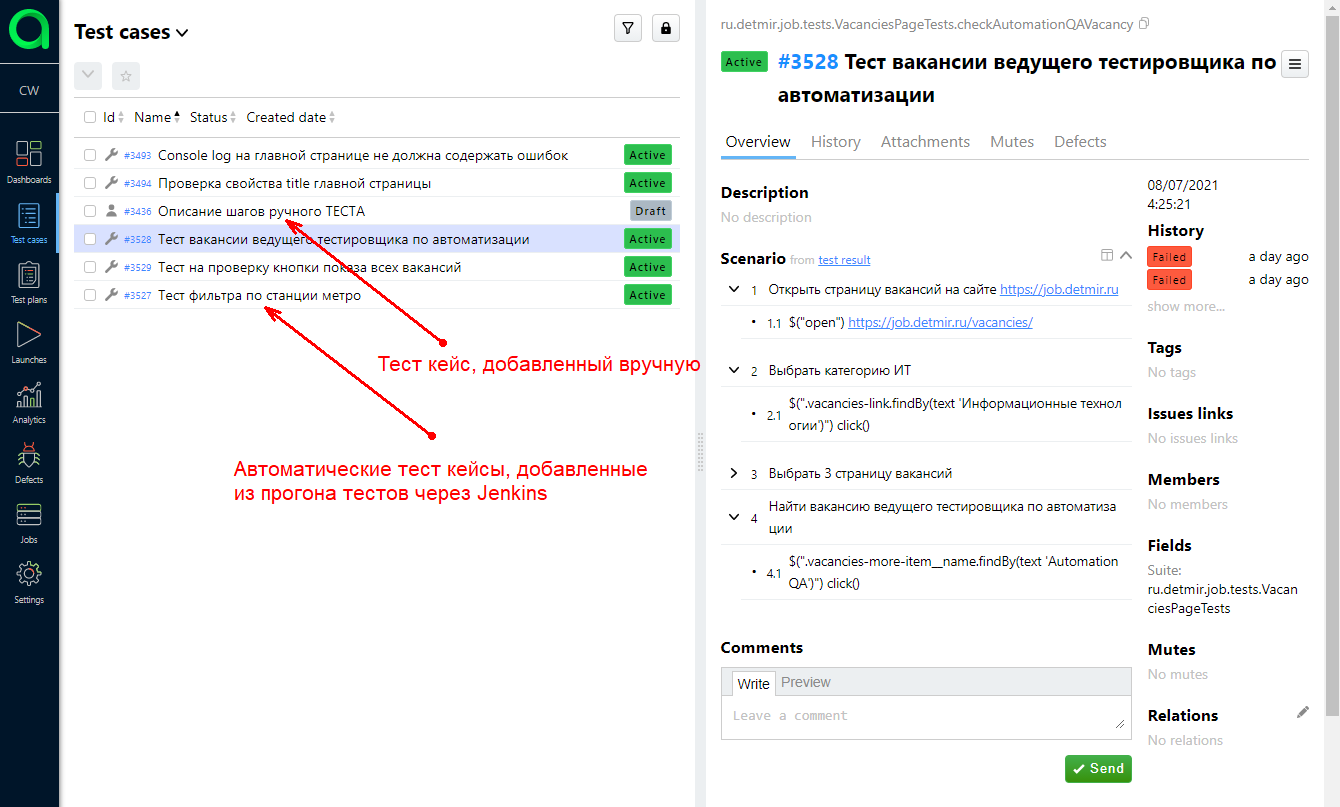 CW
Dashboards
Test cases
Test plans
Launches
Analytics
Defects
Jobs
Settings
Test cases
Id Name Status Created date
#3493 Console log на главной странице не должна содержать ошибок Active
#3494 Проверка свойства title главной страницы Active
#3436 Описание шагов ручного ТЕСТА Draft
#3528 Тест вакансии ведущего тестировщика по автоматизации Active
#3529 Тест на проверку кнопки показа всех вакансий Active
#3527 Тест фильтра по станции метро Active
Тест кейс, добавленный вручную
Автоматические тест кейсы, добавленные
из прогона тестов через Jenkins
ru.detmir.job.tests.VacanciesPageTests.checkAutomationQAVacancy
Active #3528 Тест вакансии ведущего тестировщика по
автоматизации
Overview History Attachments Mutes Defects
Description
No description
Scenario from test result
1 Открыть страницу вакансий на сайте https://job.detmir.ru
• 1.1 $("open") https://job.detmir.ru/vacancies/
2 Выбрать категорию ИТ
• 2.1 $(".vacancies-link.findBy(text 'Информационные технол
огии')") click()
3 Выбрать 3 страницу вакансий
4 Найти вакансию ведущего тестировщика по автоматиза
ции
• 4.1 $(".vacancies-more-item__name.findBy(text 'Automation
QA')") click()
Comments
Write Preview
Leave a comment
Send
08/07/2021
4:25:21
History
Failed a day ago
Failed a day ago
show more...
Tags
No tags
Issues links
No issues links
Members
No members
Fields
Suite:
ru.detmir.job.tests.Vacan
ciesPageTests
Mutes
No mutes
Relations
No relations